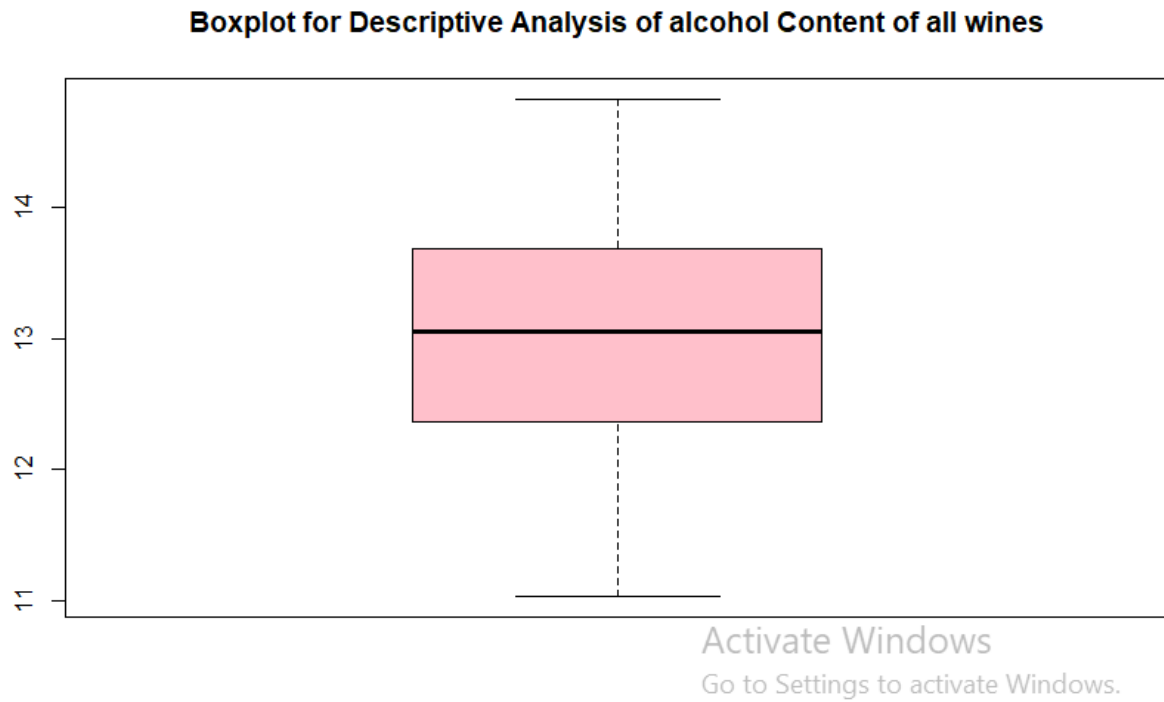 Boxplot for Descriptive Analysis of alcohol Content of all wines
14
13
12
11
Activate Windows
Go to Settings to activate Windows.